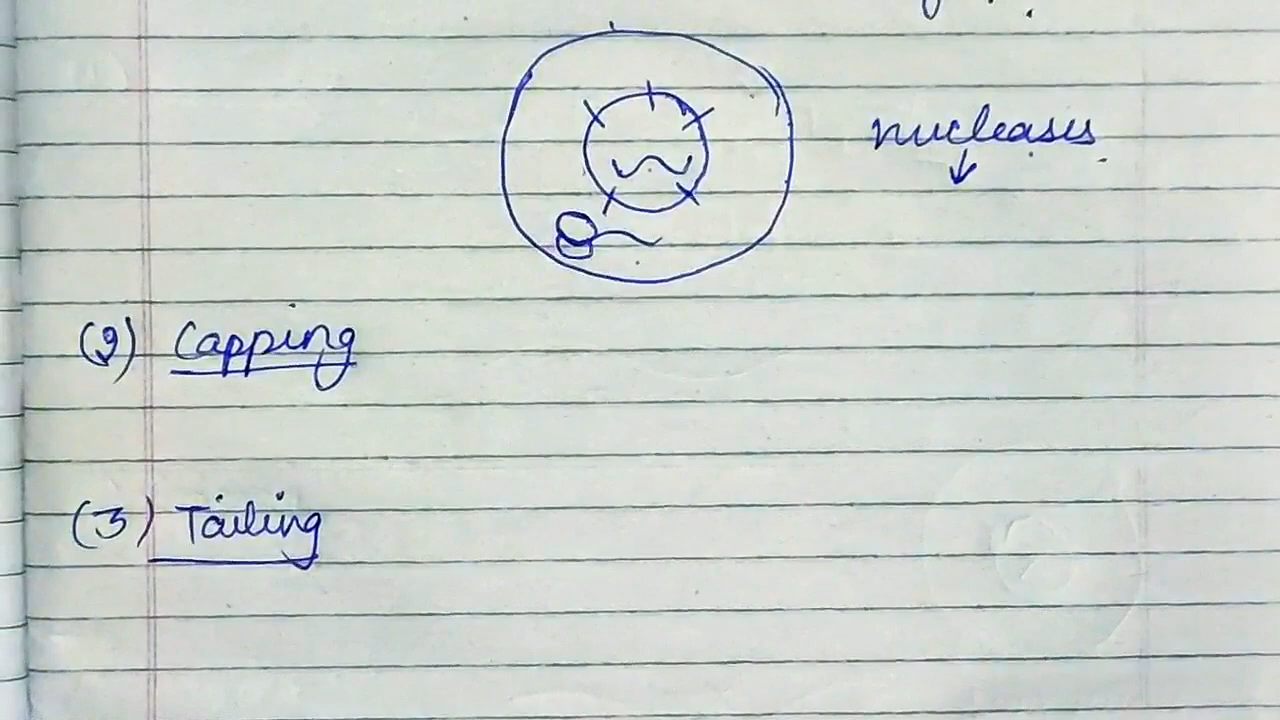 nucleases
↓
(2) Capping
(3) Tailing